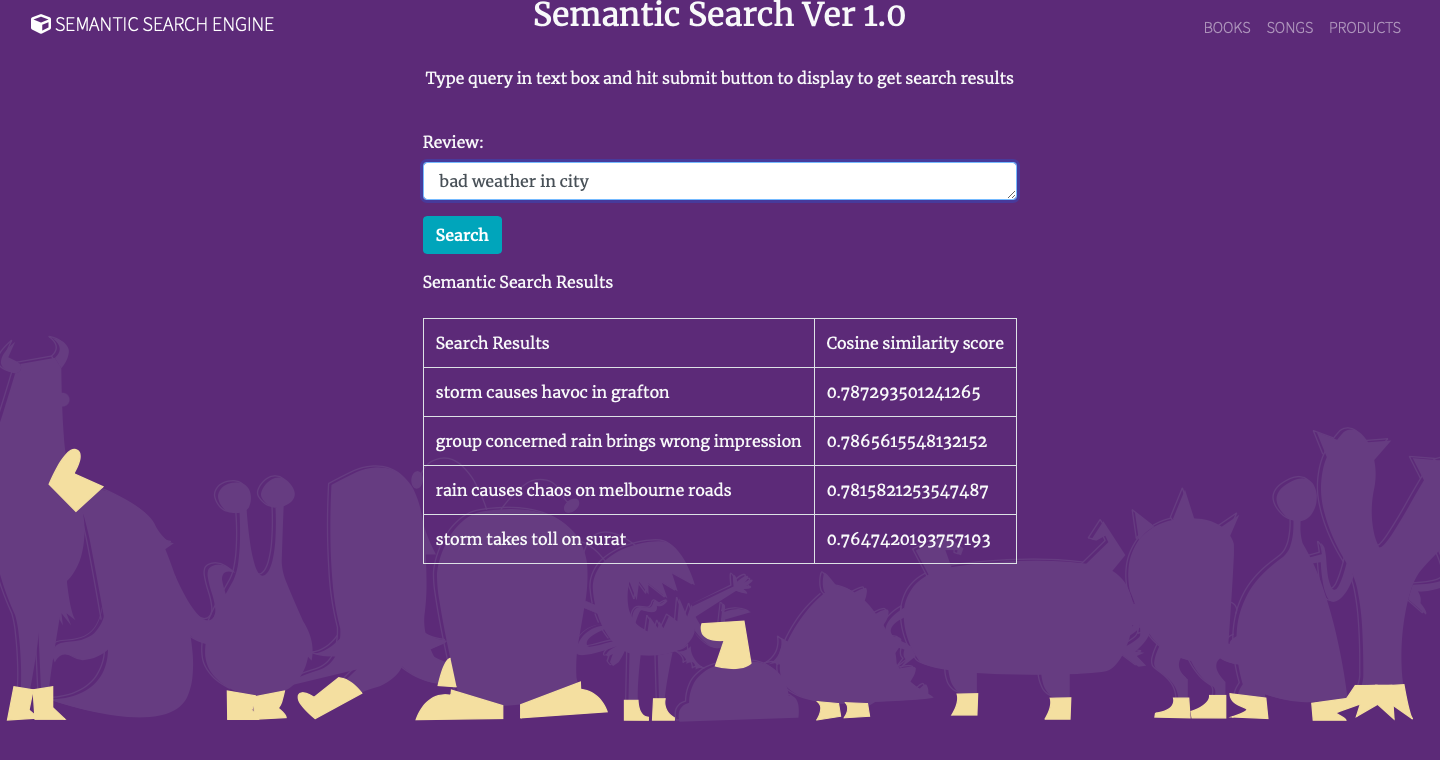 SEMANTIC SEARCH ENGINE
Semantic Search Ver 1.0
BOOKS SONGS PRODUCTS
Type query in text box and hit submit button to display to get search results
Review:
bad weather in city
Search
Semantic Search Results
Search Results Cosine similarity score
storm causes havoc in grafton 0.787293501241265
group concerned rain brings wrong impression 0.7865615548132152
rain causes chaos on melbourne roads 0.7815821253547487
storm takes toll on surat 0.7647420193757193